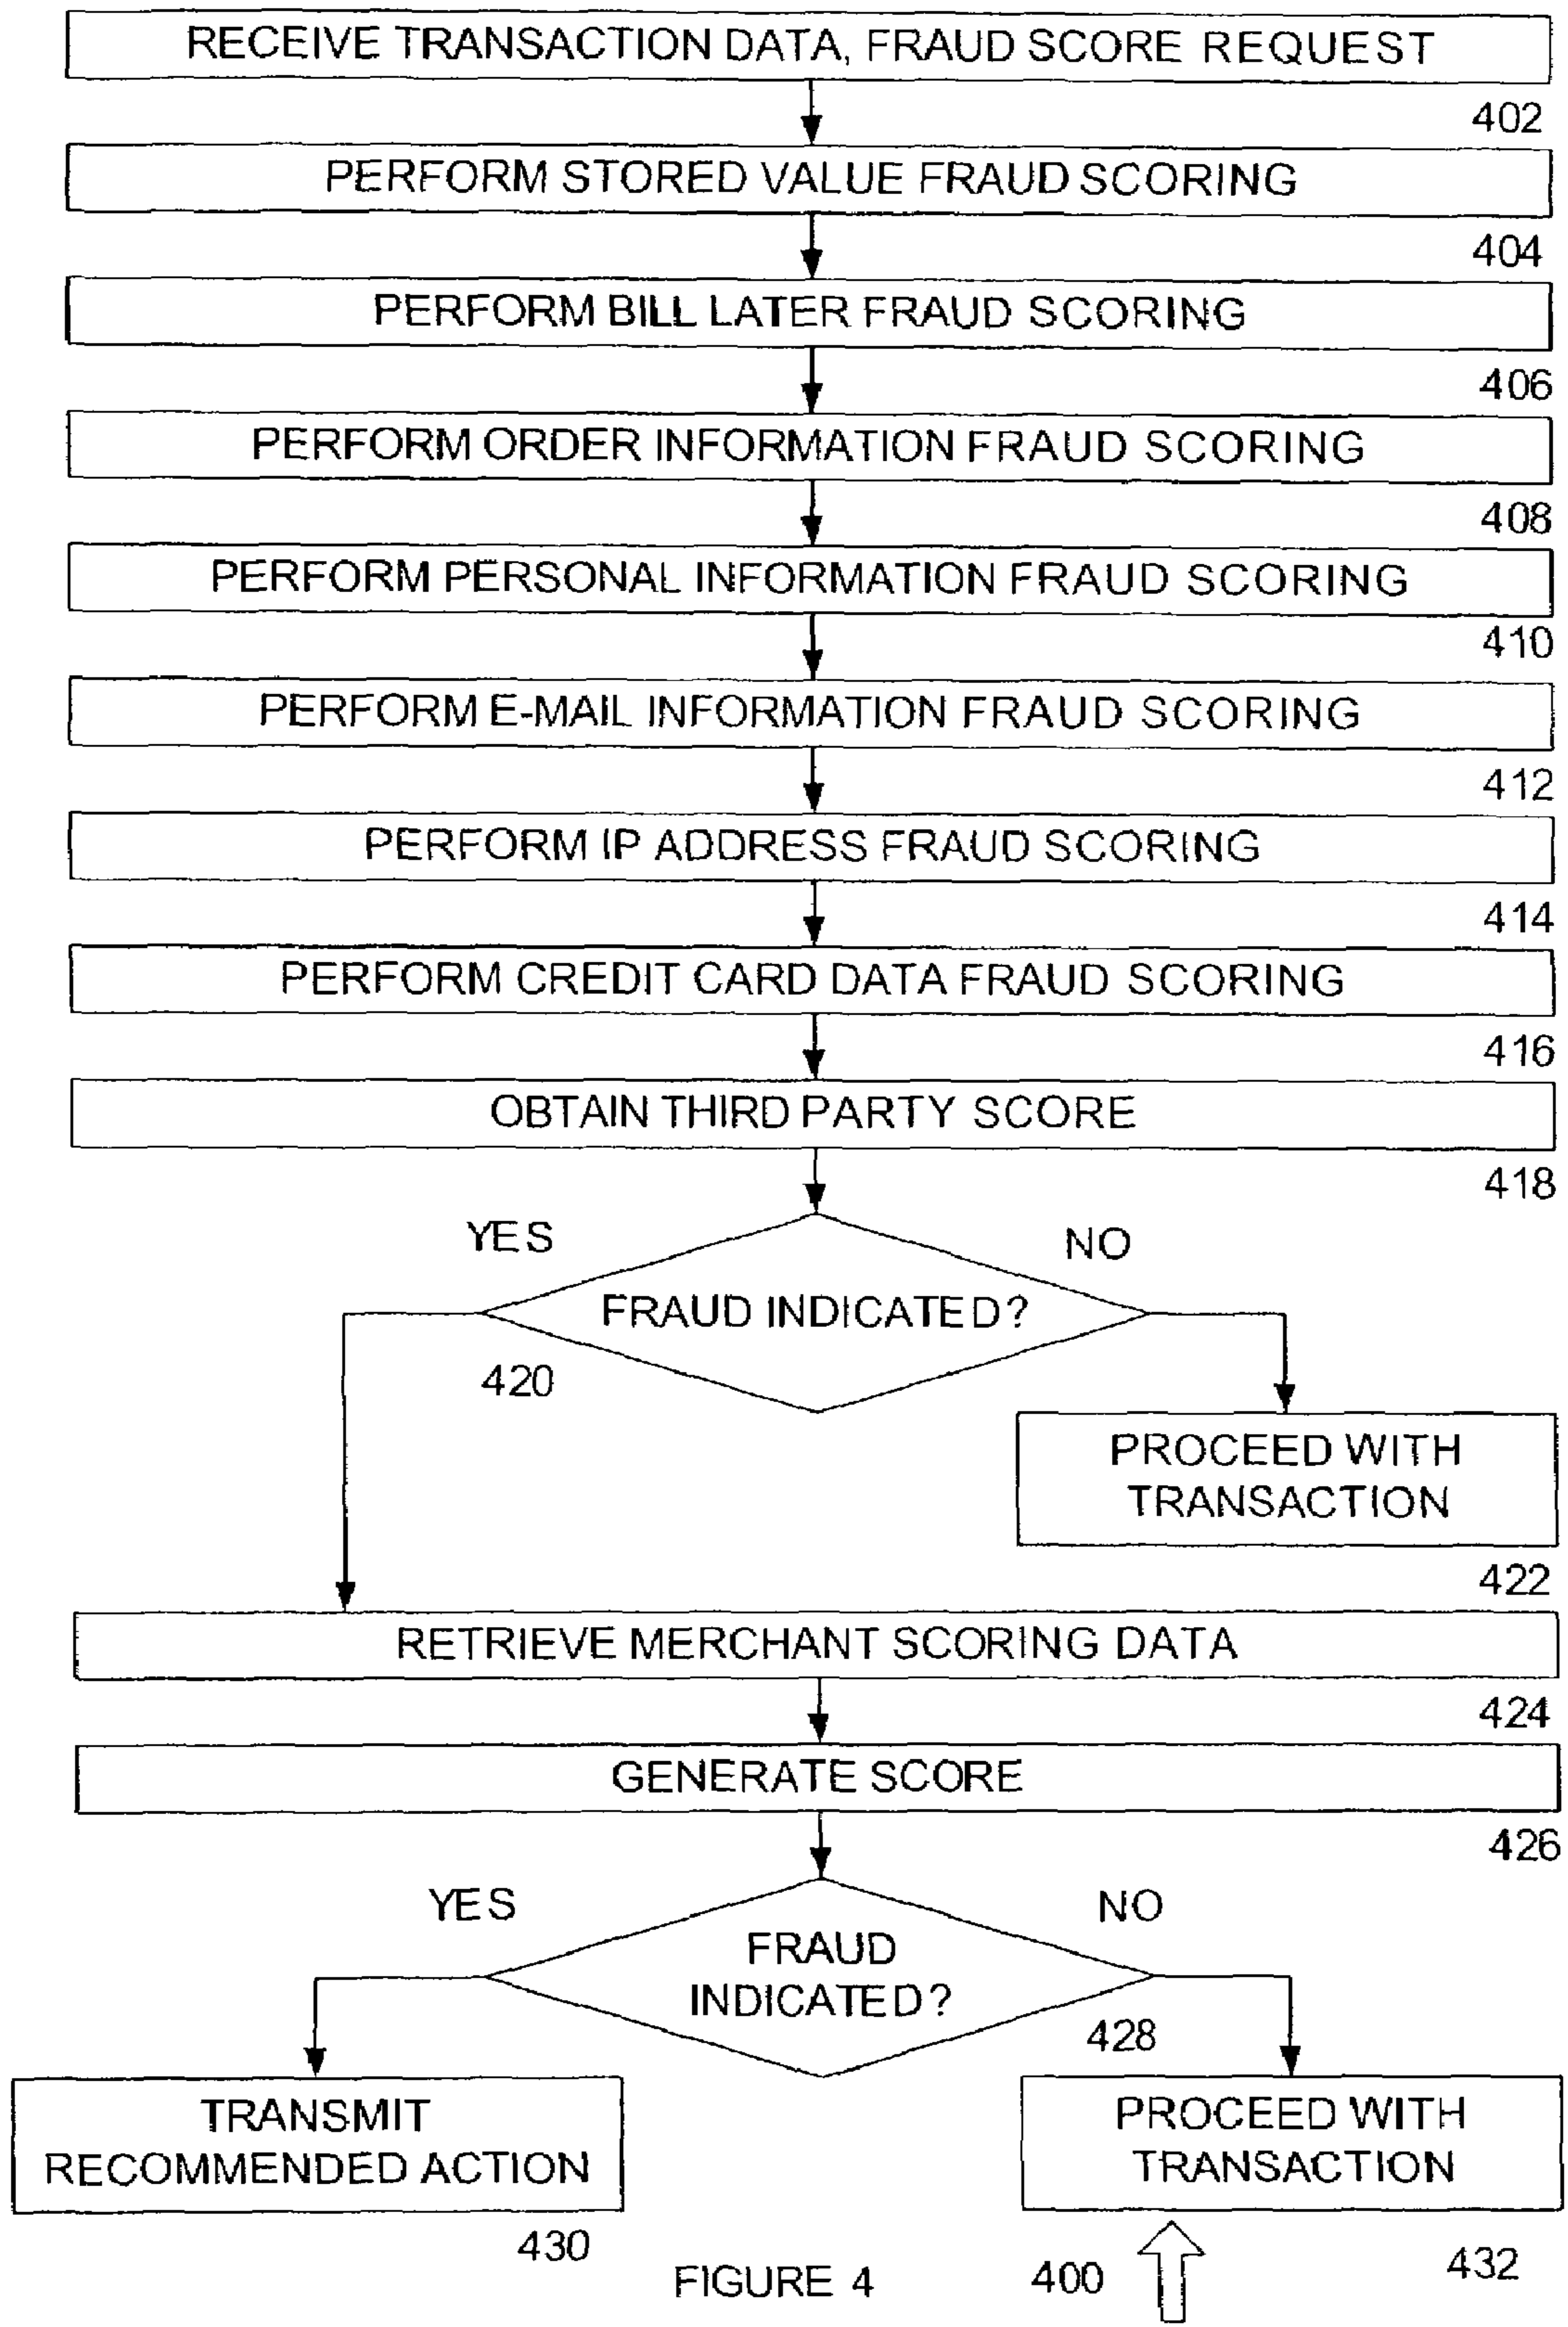 RECEIVE TRANSACTION DATA, FRAUD SCORE REQUEST
402
PERFORM STORED VALUE FRAUD SCORING
404
PERFORM BILL LATER FRAUD SCORING
406
PERFORM ORDER INFORMATION FRAUD SCORING
408
PERFORM PERSONAL INFORMATION FRAUD SCORING
410
PERFORM E-MAIL INFORMATION FRAUD SCORING
412
PERFORM IP ADDRESS FRAUD SCORING
414
PERFORM CREDIT CARD DATA FRAUD SCORING
416
OBTAIN THIRD PARTY SCORE
418
YES
NO
FRAUD INDICATED?
420
PROCEED WITH
TRANSACTION
422
RETRIEVE MERCHANT SCORING DATA
424
GENERATE SCORE
426
YES
NO
FRAUD
INDICATED?
428
TRANSMIT
RECOMMENDED ACTION
430
PROCEED WITH
TRANSACTION
432
FIGURE 4
400